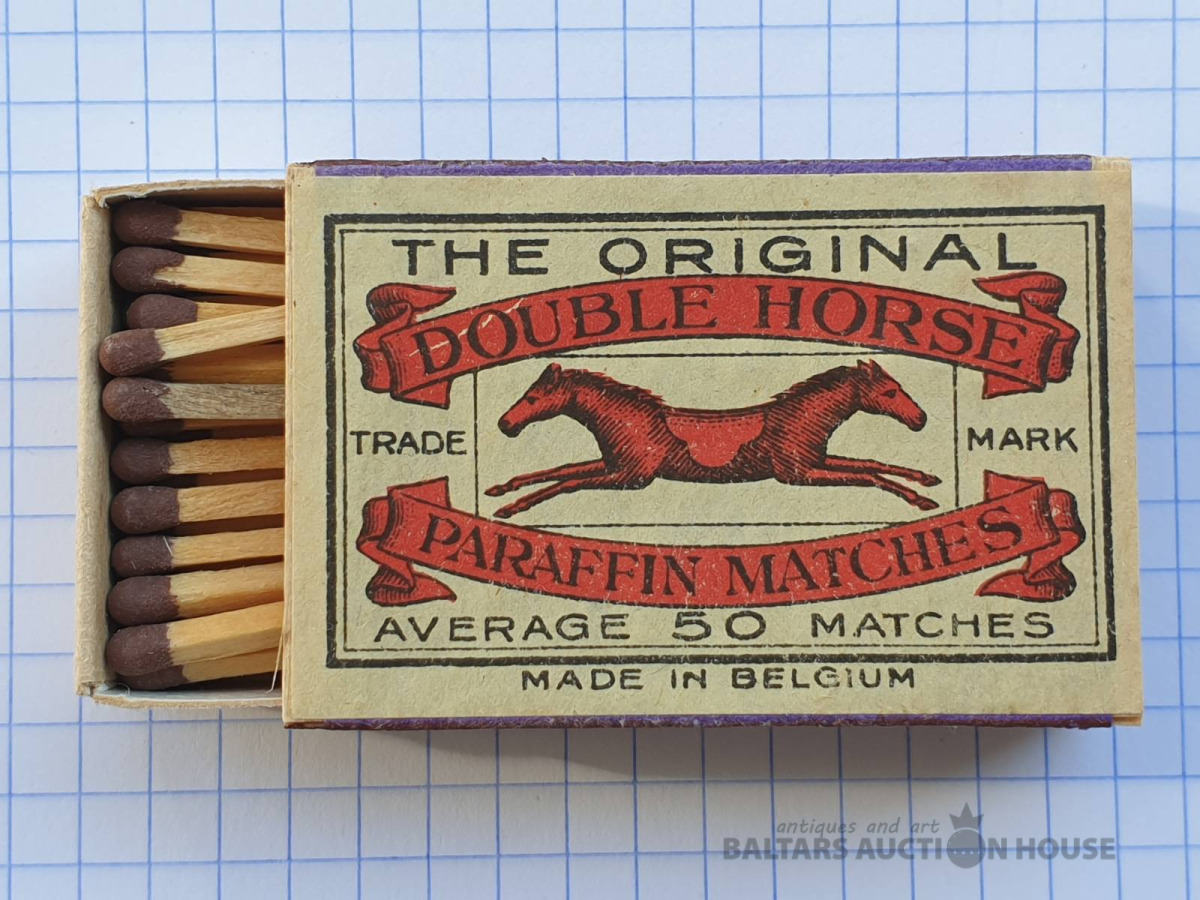 THE ORIGINAL
DOUBLE HORSE
TRADE MARK
PARAFFIN MATCHES
AVERAGE 50 MATCHES
MADE IN BELGIUM
antiques and art
BALTARS AUCTION HOUSE